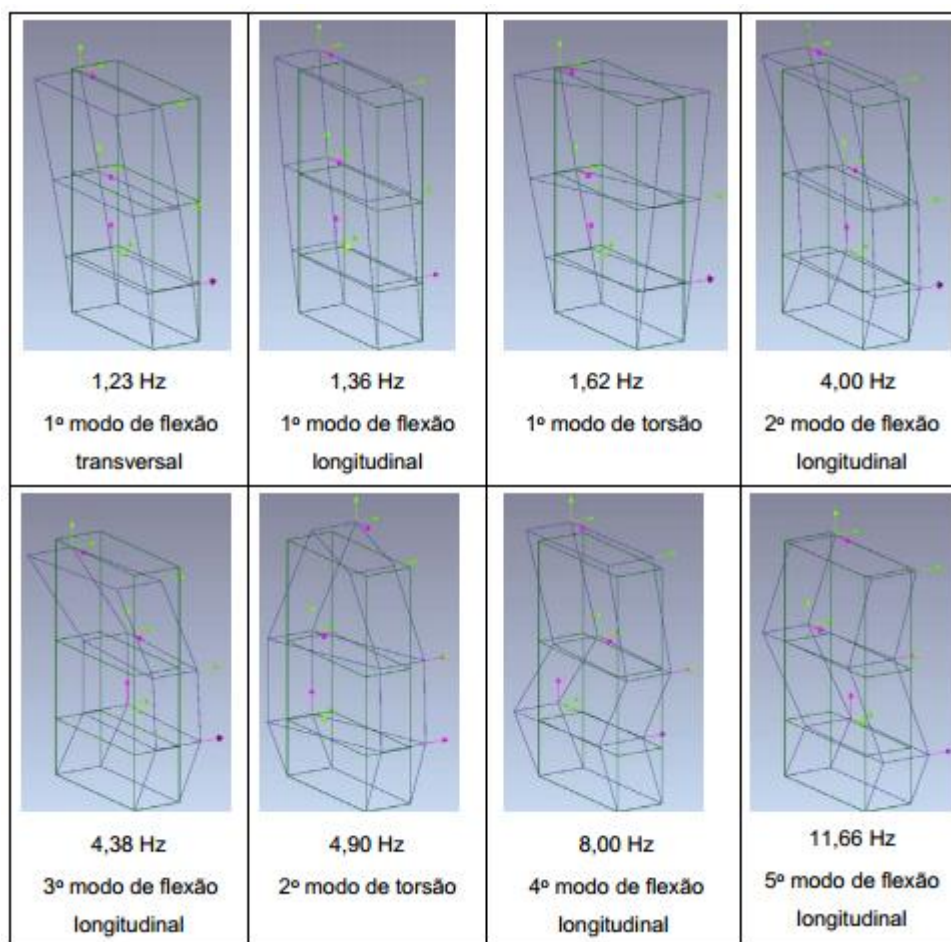 1,23 Hz
1º modo de flexão
transversal
1,36 Hz
1º modo de flexão
longitudinal
1,62 Hz
1º modo de torsão
4,00 Hz
2º modo de flexão
longitudinal
4,38 Hz
3º modo de flexão
longitudinal
4,90 Hz
2º modo de torsão
8,00 Hz
4º modo de flexão
longitudinal
11,66 Hz
5º modo de flexão
longitudinal